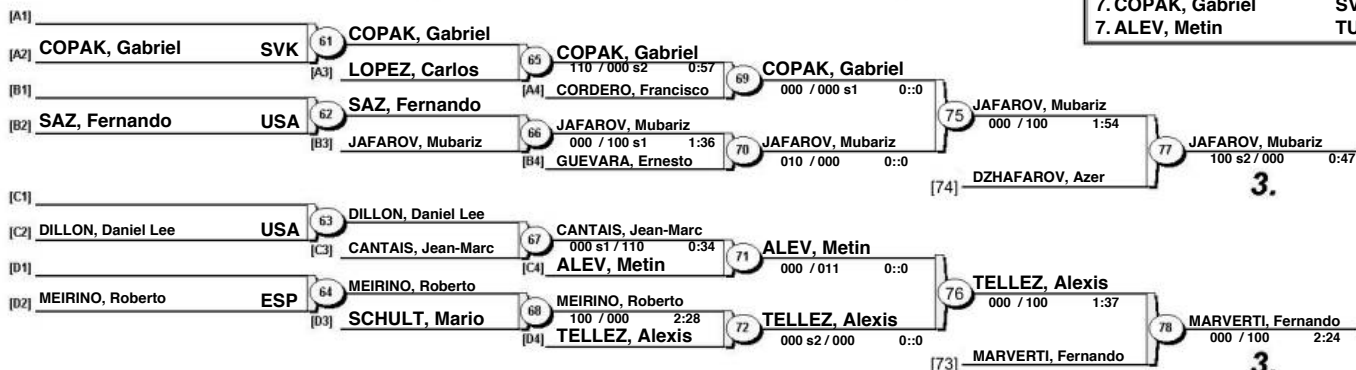 7. COPAK, Gabriel SV
7. ALEV, Metin TU
[A1]
[A2] COPAK, Gabriel SVK
61 COPAK, Gabriel
[A3] LOPEZ, Carlos
65 COPAK, Gabriel
110 / 000 s2 0:57
[A4] CORDERO, Francisco
69 COPAK, Gabriel
000 / 000 s1 0::0
[B1]
[B2] SAZ, Fernando USA
62 SAZ, Fernando
[B3] JAFAROV, Mubariz
66 JAFAROV, Mubariz
000 / 100 s1 1:36
[B4] GUEVARA, Ernesto
70 JAFAROV, Mubariz
010 / 000 0::0
75 JAFAROV, Mubariz
000 / 100 1:54
[74] DZHAFAROV, Azer
77 JAFAROV, Mubariz
100 s2 / 000 0:47
3.
[C1]
[C2] DILLON, Daniel Lee USA
63 DILLON, Daniel Lee
[C3] CANTAIS, Jean-Marc
67 CANTAIS, Jean-Marc
000 s1 / 110 0:34
[C4] ALEV, Metin
71 ALEV, Metin
000 / 011 0::0
[D1]
[D2] MEIRINO, Roberto ESP
64 MEIRINO, Roberto
[D3] SCHULT, Mario
68 MEIRINO, Roberto
100 / 000 2:28
[D4] TELLEZ, Alexis
72 TELLEZ, Alexis
000 s2 / 000 0::0
76 TELLEZ, Alexis
000 / 100 1:37
[73] MARVERTI, Fernando
78 MARVERTI, Fernando
000 / 100 2:24
3.